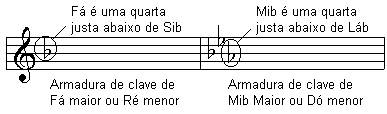 Fá é uma quarta
justa abaixo de Sib
Mib é uma quarta
justa abaixo de Láb
Armadura de clave de
Fá maior ou Ré menor
Armadura de clave de
Mib Maior ou Dó menor